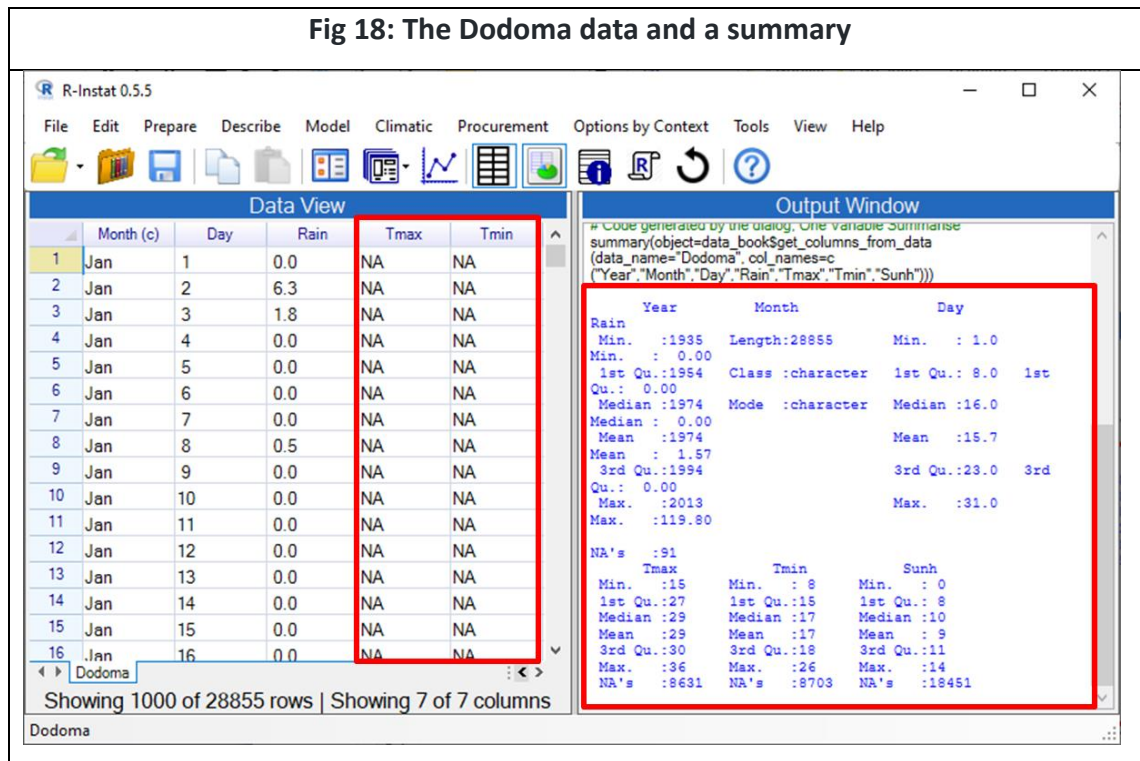 Fig 18: The Dodoma data and a summary
R-Instat 0.5.5
File Edit Prepare Describe Model Climatic Procurement Options by Context Tools View Help
Data View
Month (c) Day Rain Tmax Tmin
1 Jan 1 0.0 NA NA
2 Jan 2 6.3 NA NA
3 Jan 3 1.8 NA NA
4 Jan 4 0.0 NA NA
5 Jan 5 0.0 NA NA
6 Jan 6 0.0 NA NA
7 Jan 7 0.0 NA NA
8 Jan 8 0.5 NA NA
9 Jan 9 0.0 NA NA
10 Jan 10 0.0 NA NA
11 Jan 11 0.0 NA NA
12 Jan 12 0.0 NA NA
13 Jan 13 0.0 NA NA
14 Jan 14 0.0 NA NA
15 Jan 15 0.0 NA NA
16 Jan 16 0.0 NA NA
Dodoma
Showing 1000 of 28855 rows | Showing 7 of 7 columns
Output Window
# Code generated by the dialog, One Variable Summarise
summary(object=data_book$get_columns_from_data
(data_name="Dodoma", col_names=c
("Year","Month","Day","Rain","Tmax","Tmin","Sunh")))
Year Month Day
Rain
Min. :1935 Length:28855 Min. : 1.0
Min. : 0.00
1st Qu.:1954 Class :character 1st Qu.: 8.0 1st
Qu.: 0.00
Median :1974 Mode :character Median :16.0
Median : 0.00
Mean :1974 Mean :15.7
Mean : 1.57
3rd Qu.:1994 3rd Qu.:23.0 3rd
Qu.: 0.00
Max. :2013 Max. :31.0
Max. :119.80
NA's :91
Tmax Tmin Sunh
Min. :15 Min. : 8 Min. : 0
1st Qu.:27 1st Qu.:15 1st Qu.: 8
Median :29 Median :17 Median :10
Mean :29 Mean :17 Mean : 9
3rd Qu.:30 3rd Qu.:18 3rd Qu.:11
Max. :36 Max. :26 Max. :14
NA's :8631 NA's :8703 NA's :18451
Dodoma